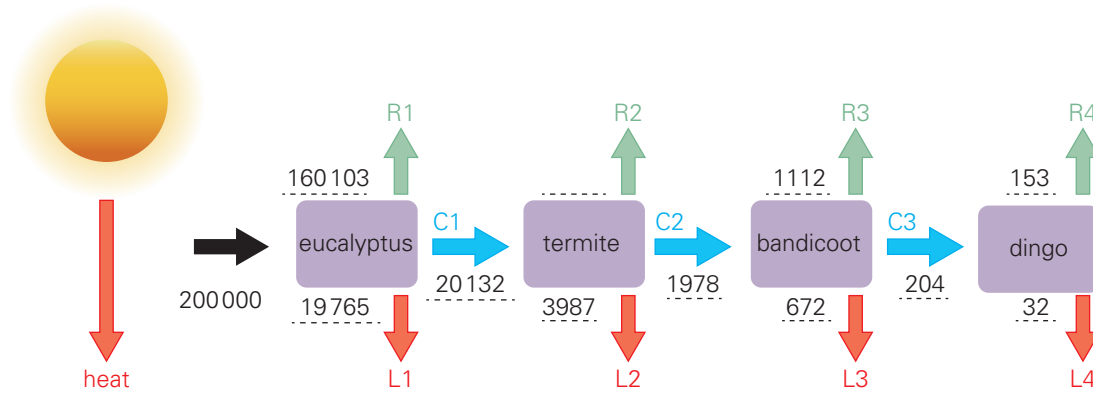 R1 R2 R3 R4
160 103 1112 153
C1 C2 C3
eucalyptus termite bandicoot dingo
200 000 20 132 1978 204
19 765 3987 672 32
heat L1 L2 L3 L4